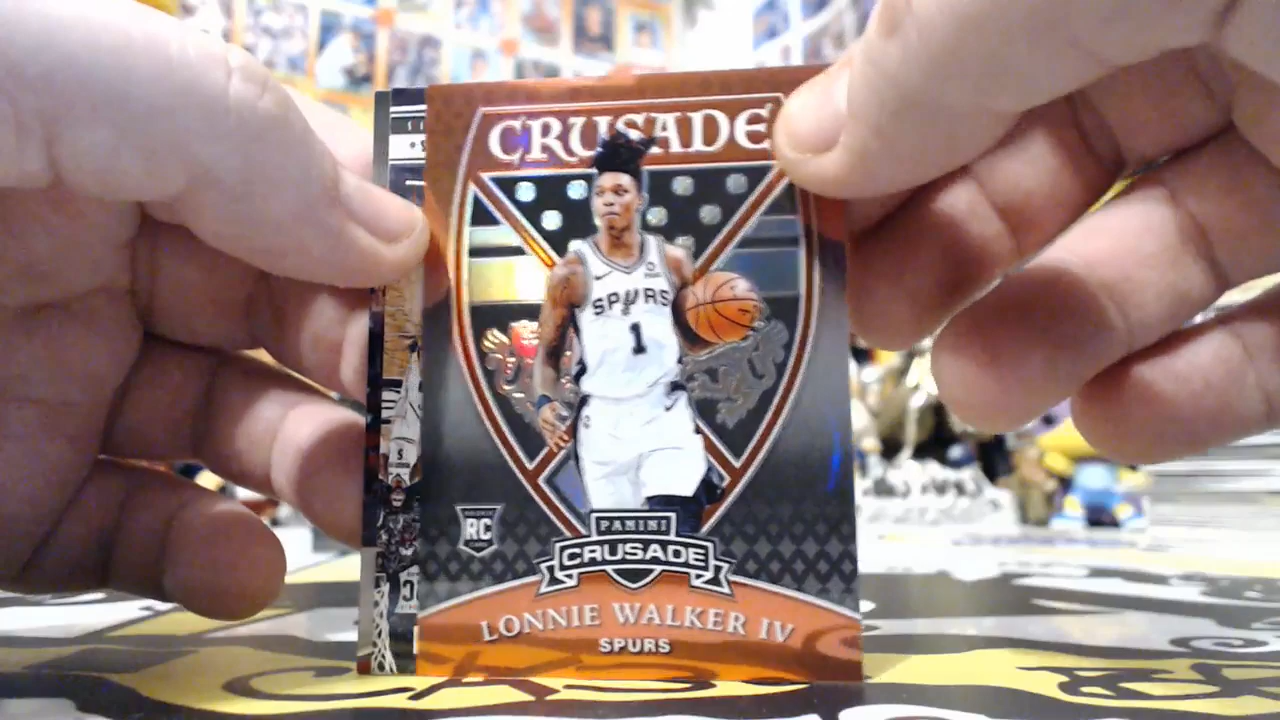 CRUSADE
SPURS
1
RC
PANINI
CRUSADE
LONNIE WALKER IV
SPURS